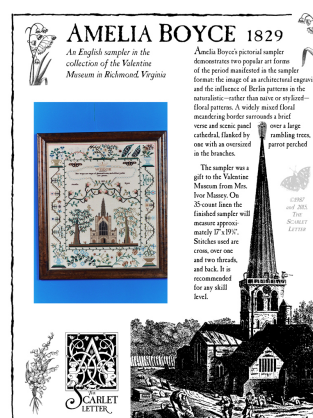 AMELIA BOYCE 1829
An English sampler in the
collection of the Valentine
Museum in Richmond, Virginia
Amelia Boyce's pictorial sampler
demonstrates two popular art forms
of the period manifested in the sampler
format: the image of an architectural engravi
and the influence of Berlin patterns in the
naturalistic—rather than naive or stylized—
floral patterns. A widely mixed floral
meandering border surrounds a brief
verse and scenic panel over a large
cathedral, flanked by rambling trees,
one with an oversized parrot perched
in the branches.
The sampler was a
gift to the Valentine
Museum from Mrs.
Ivor Massey. On
35-count linen the
finished sampler will
measure approxi-
mately 17" x 19¼".
Stitches used are
cross, over one
and two threads,
and back. It is
recommended
for any skill
level.
©1987
and 2015,
THE
SCARLET
LETTER
THE
SCARLET
LETTER